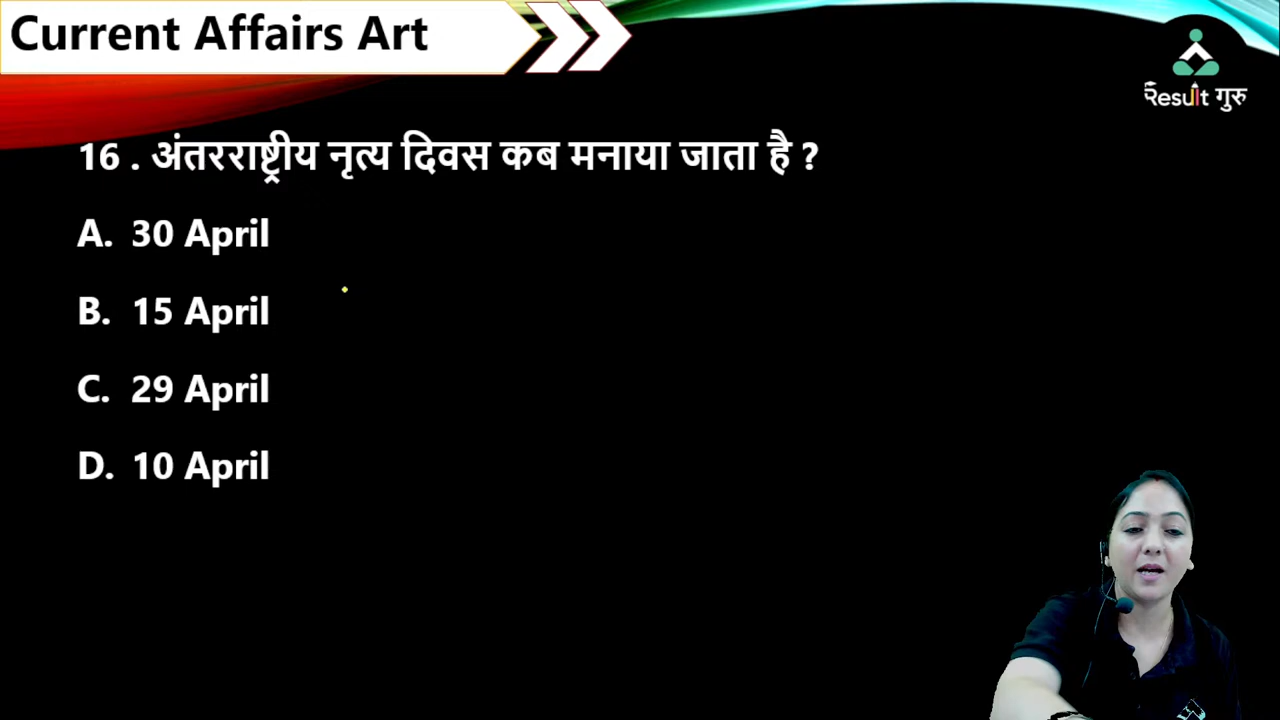 Current Affairs Art
Result गुरु
16 . अंतरराष्ट्रीय नृत्य दिवस कब मनाया जाता है ?
A. 30 April
B. 15 April
C. 29 April
D. 10 April